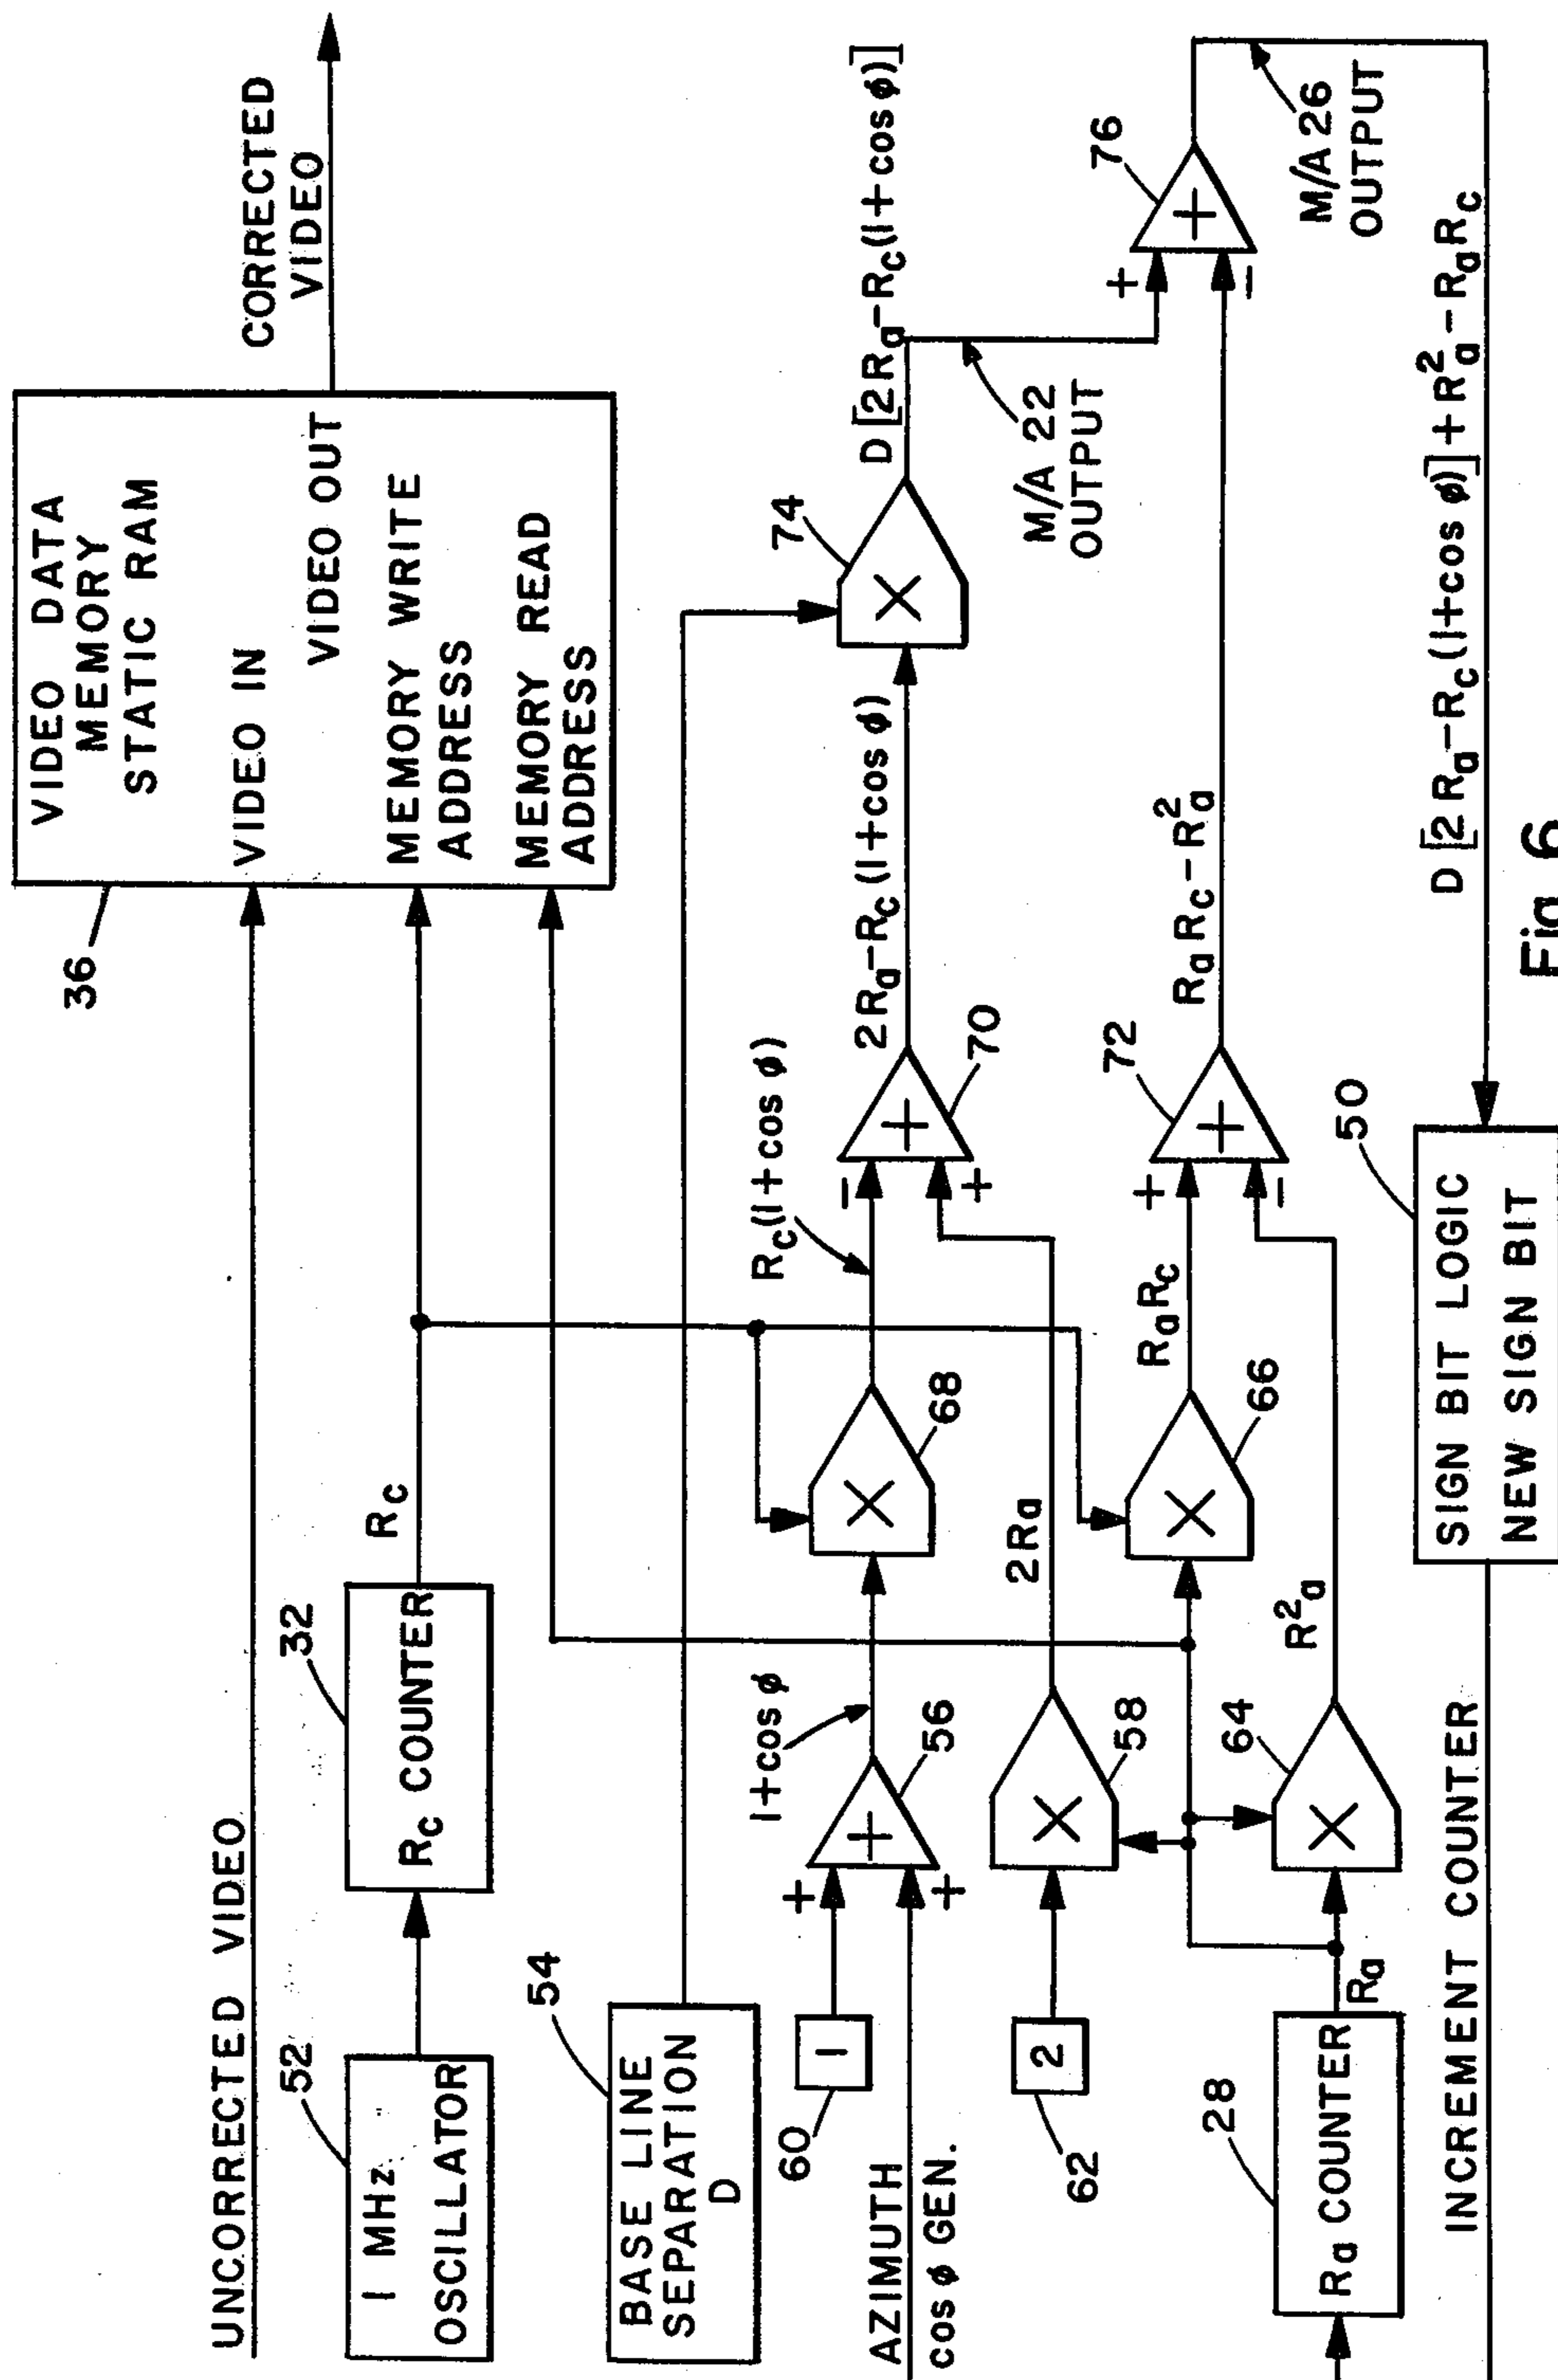 VIDEO DATA
MEMORY
STATIC RAM
VIDEO IN
VIDEO OUT
MEMORY WRITE
ADDRESS
MEMORY READ
ADDRESS
36
CORRECTED
VIDEO
UNCORRECTED VIDEO
52
1 MHz
OSCILLATOR
32
Rc COUNTER
Rc
54
BASE LINE
SEPARATION
D
60
1
AZIMUTH
cos ø GEN.
+
+
+
56
1+cos ø
×
68
Rc(1+cos ø)
62
2
×
58
2Ra
−
+
+
70
2Ra−Rc(1+cos ø)
×
74
D[2Ra−Rc(1+cos ø)]
M/A 22
OUTPUT
28
Ra COUNTER
Ra
×
64
R²a
×
66
RaRc
+
−
+
72
RaRc−R²a
+
−
+
76
M/A 26
OUTPUT
D[2Ra−Rc(1+cos ø)]+R²a−RaRc
50
SIGN BIT LOGIC
NEW SIGN BIT
INCREMENT COUNTER
Fig. 6